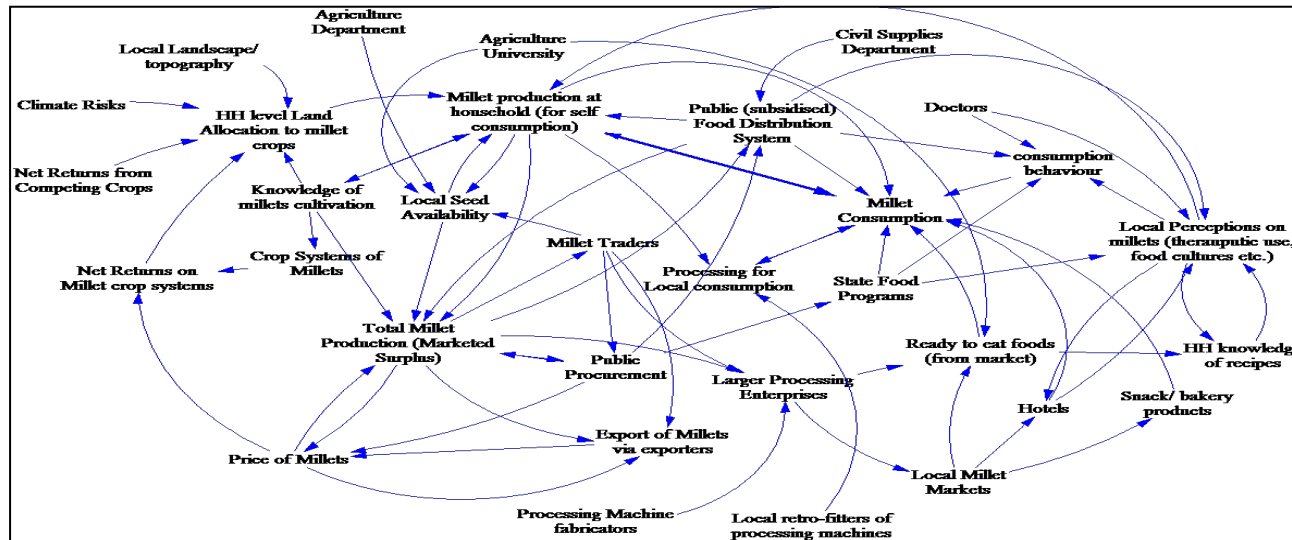 Agriculture
Department
Agriculture
University
Civil Supplies
Department
Local Landscape/
topography
Climate Risks
HH level Land
Allocation to millet
crops
Millet production at
household (for self
consumption)
Public (subsidised)
Food Distribution
System
Doctors
consumption
behaviour
Net Returns from
Competing Crops
Knowledge of
millets cultivation
Local Seed
Availability
Millet
Consumption
Local Perceptions on
millets (therauputic use,
food cultures etc.)
Millet Traders
Crop Systems of
Millets
Net Returns on
Millet crop systems
Processing for
Local consumption
State Food
Programs
Total Millet
Production (Marketed
Surplus)
Public
Procurement
Larger Processing
Enterprises
Ready to eat foods
(from market)
HH knowledge
of recipes
Hotels
Snack/ bakery
products
Price of Millets
Export of Millets
via exporters
Local Millet
Markets
Processing Machine
fabricators
Local retro-fitters of
processing machines